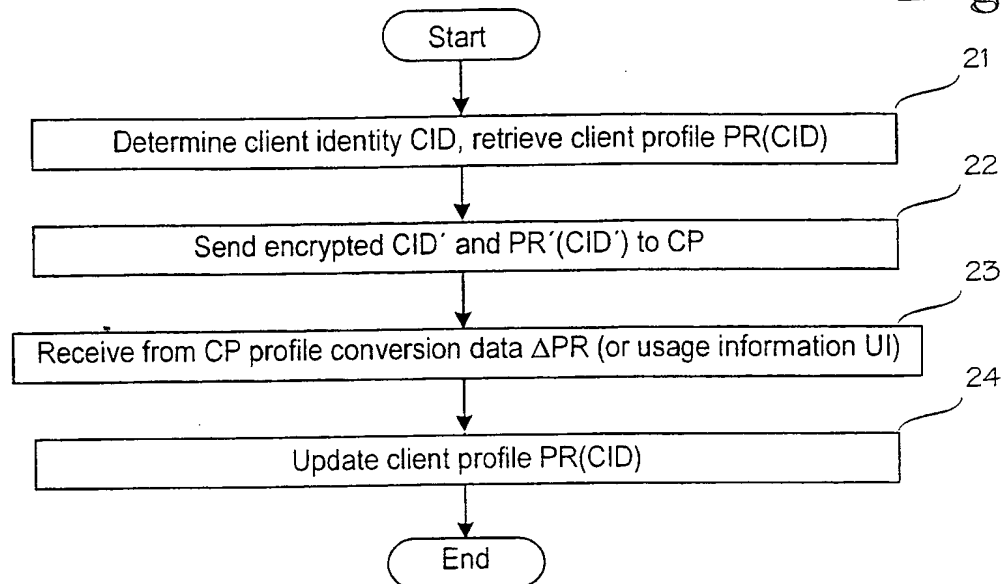 Start
21
Determine client identity CID, retrieve client profile PR(CID)
22
Send encrypted CID´ and PR´(CID´) to CP
23
Receive from CP profile conversion data ΔPR (or usage information UI)
24
Update client profile PR(CID)
End